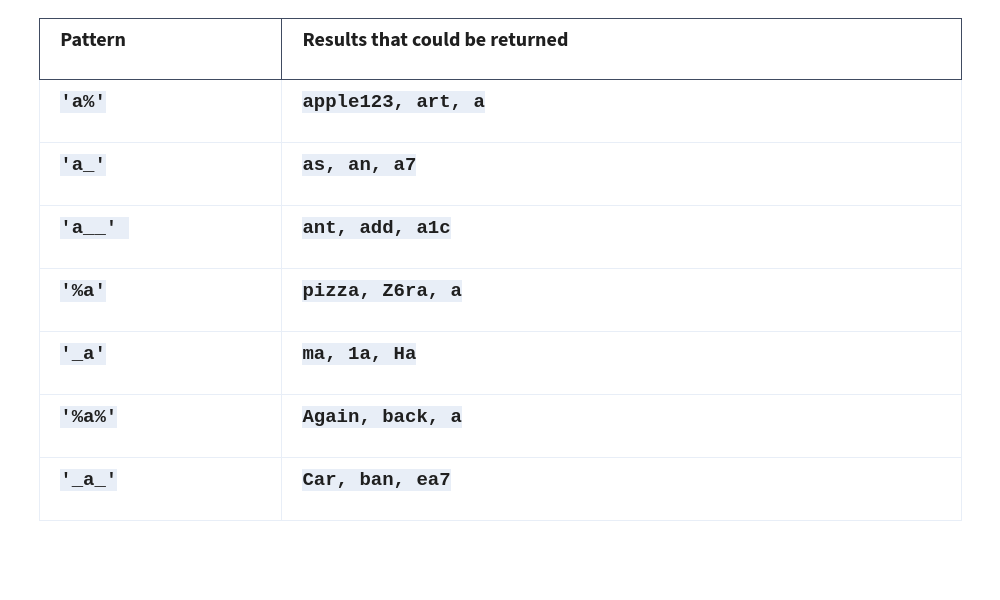 Pattern Results that could be returned
'a%' apple123, art, a
'a_' as, an, a7
'a__' ant, add, a1c
'%a' pizza, Z6ra, a
'_a' ma, 1a, Ha
'%a%' Again, back, a
'_a_' Car, ban, ea7